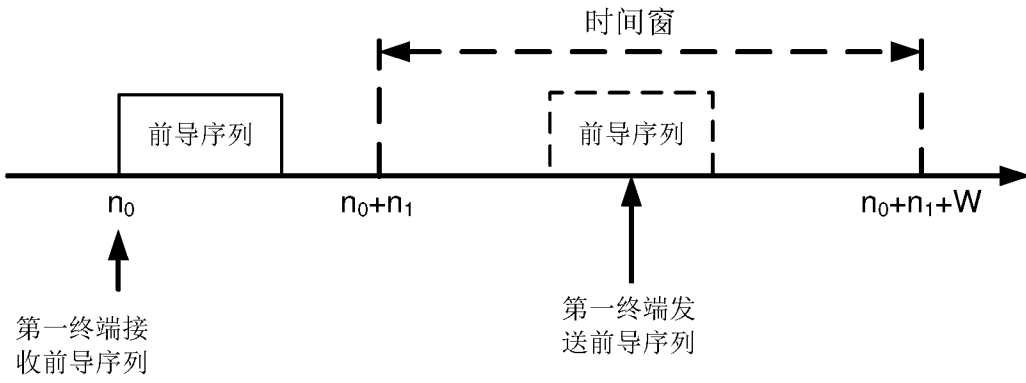 时间窗
前导序列
前导序列
n₀
n₀+n₁
n₀+n₁+W
第一终端接
收前导序列
第一终端发
送前导序列